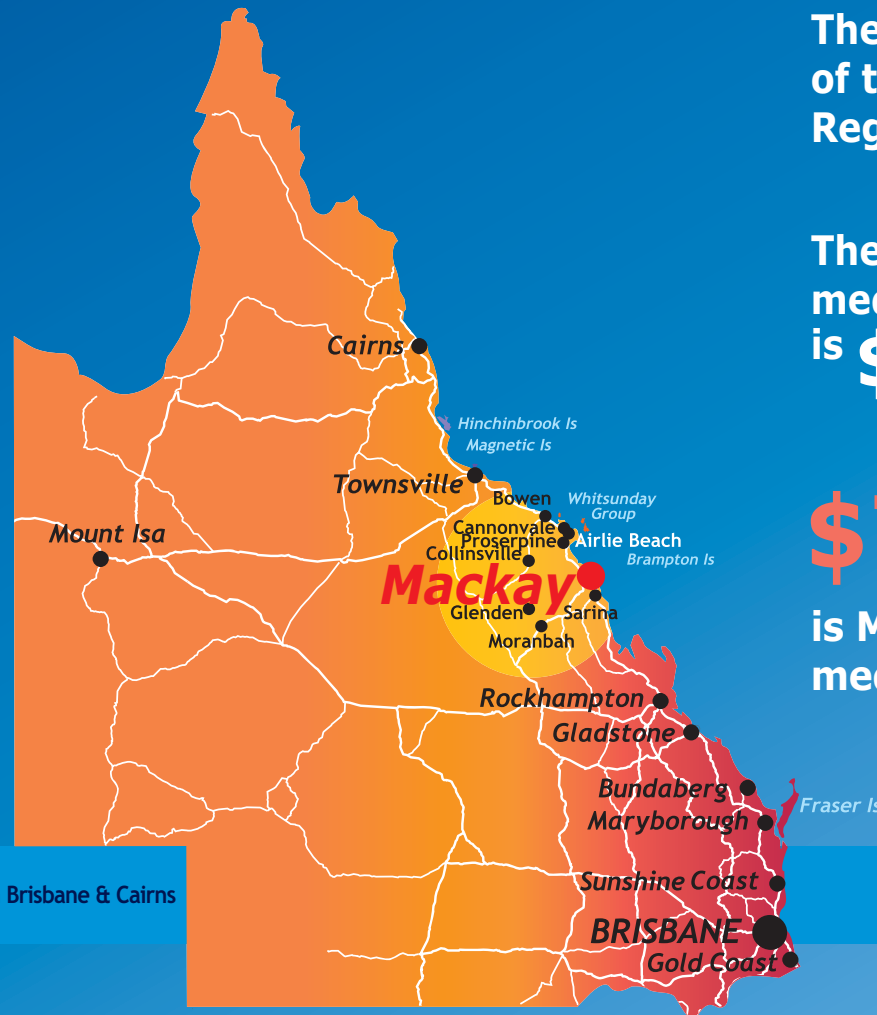 The
of t
Reg
The
med
is $
$
is M
med
Cairns
Hinchinbrook Is
Magnetic Is
Townsville
Bowen
Whitsunday
Group
Cannonvale
Proserpine
Airlie Beach
Collinsville
Brampton Is
Mount Isa
Mackay
Glenden
Sarina
Moranbah
Rockhampton
Gladstone
Bundaberg
Fraser Is
Maryborough
Sunshine Coast
Brisbane & Cairns
BRISBANE
Gold Coast